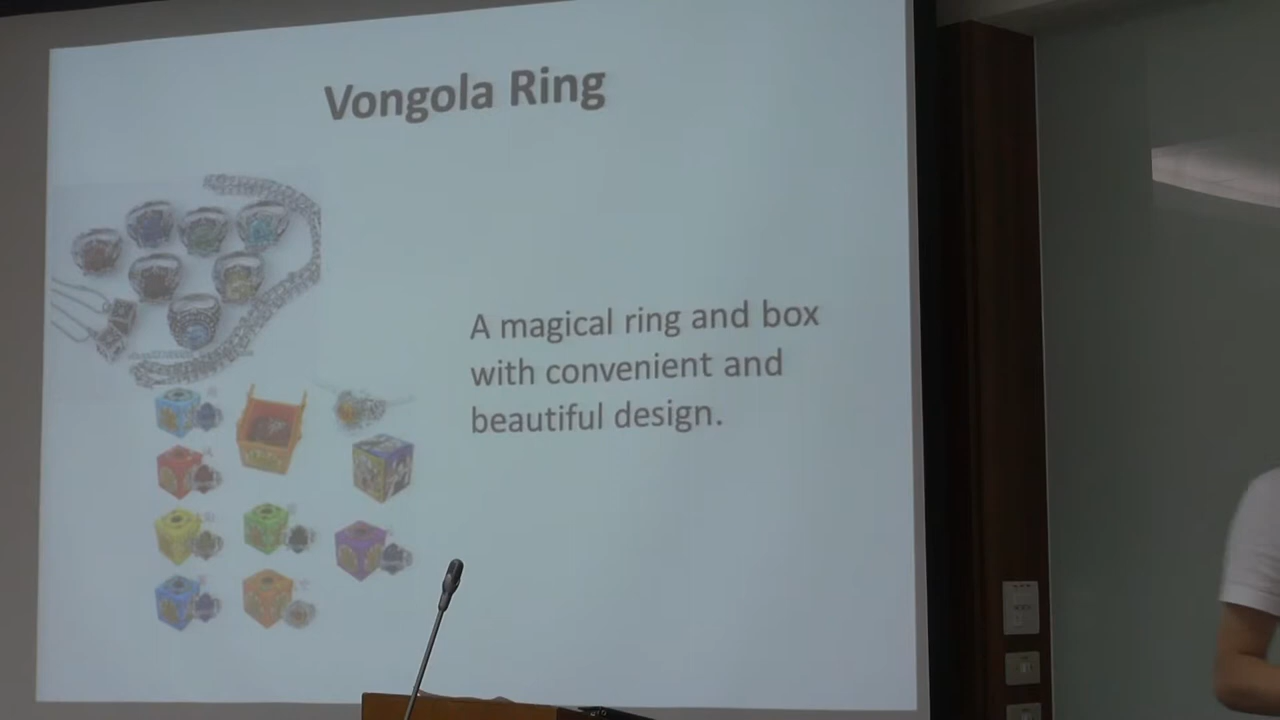 Vongola Ring
A magical ring and box
with convenient and
beautiful design.